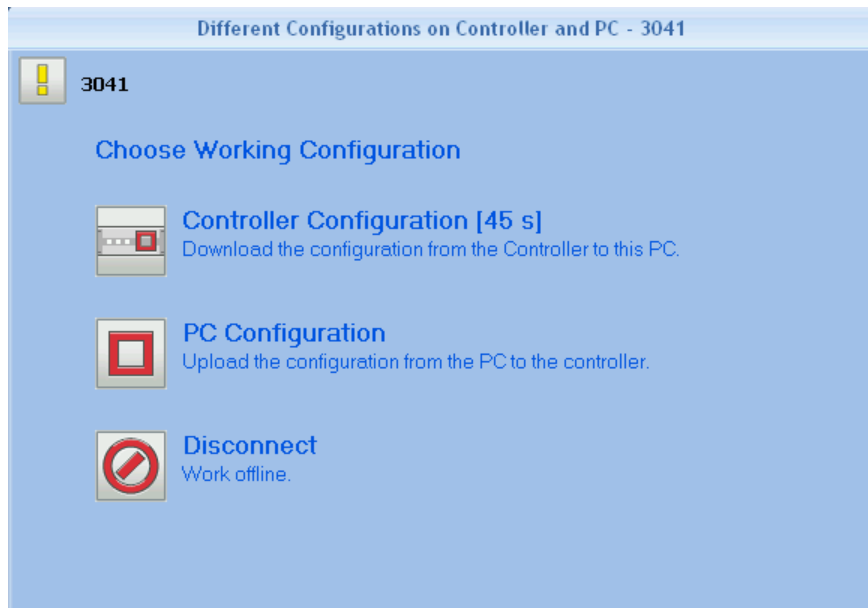 Different Configurations on Controller and PC - 3041
3041
Choose Working Configuration
Controller Configuration [45 s]
Download the configuration from the Controller to this PC.
PC Configuration
Upload the configuration from the PC to the controller.
Disconnect
Work offline.